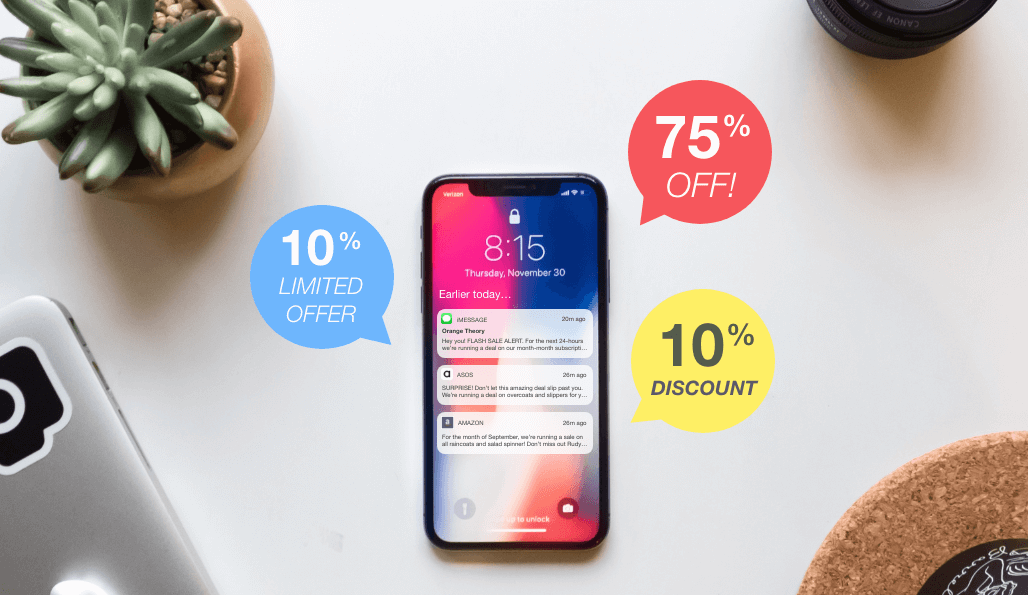 CANON
75%
OFF!
10%
LIMITED
OFFER
10%
DISCOUNT
Verizon
8:15
Thursday, November 30
Earlier today...
iMESSAGE 20m ago
Orange Theory
Hey you! FLASH SALE ALERT. For the next 24-hours
we're running a deal on our month-month subscripti...
a ASOS 26m ago
SURPRISE! Don't let this amazing deal slip past you.
We're running a deal on overcoats and slippers for y...
a AMAZON 26m ago
For the month of September, we're running a sale on
all raincoats and salad spinner! Don't miss out Rudy...
up to unlock